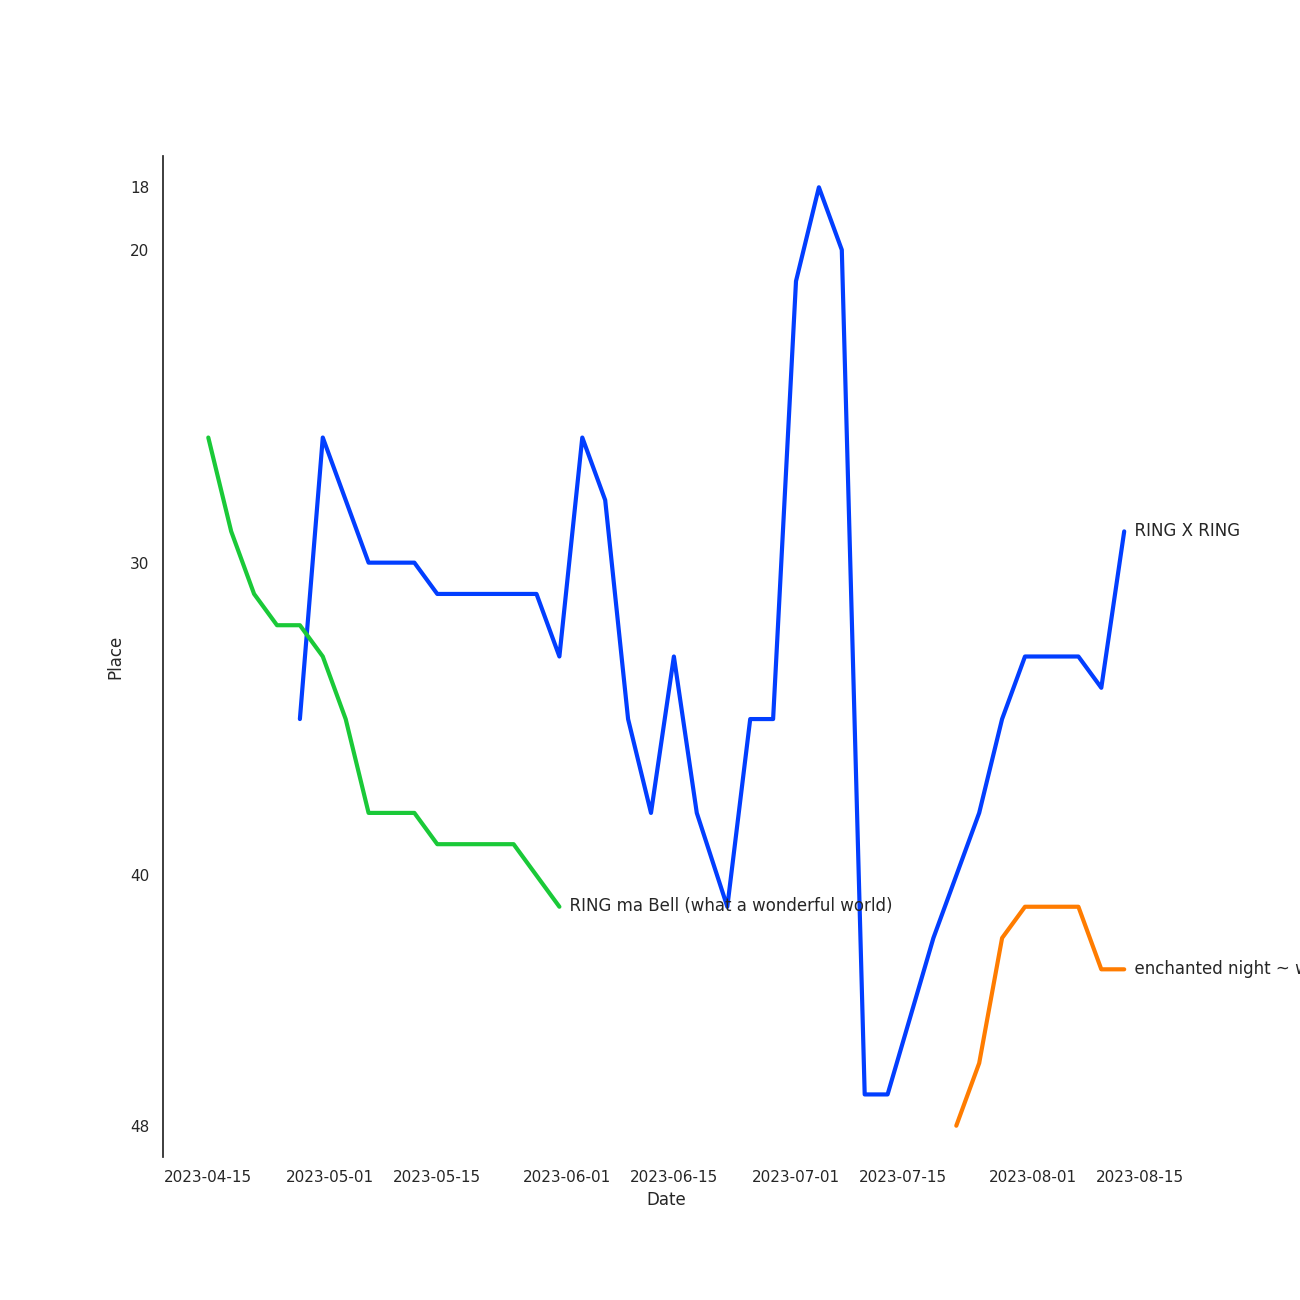 18
20
30
40
48
Place
RING X RING
RING ma Bell (what a wonderful world)
enchanted night ~
2023-04-15 2023-05-01 2023-05-15 2023-06-01 2023-06-15 2023-07-01 2023-07-15 2023-08-01 2023-08-15
Date